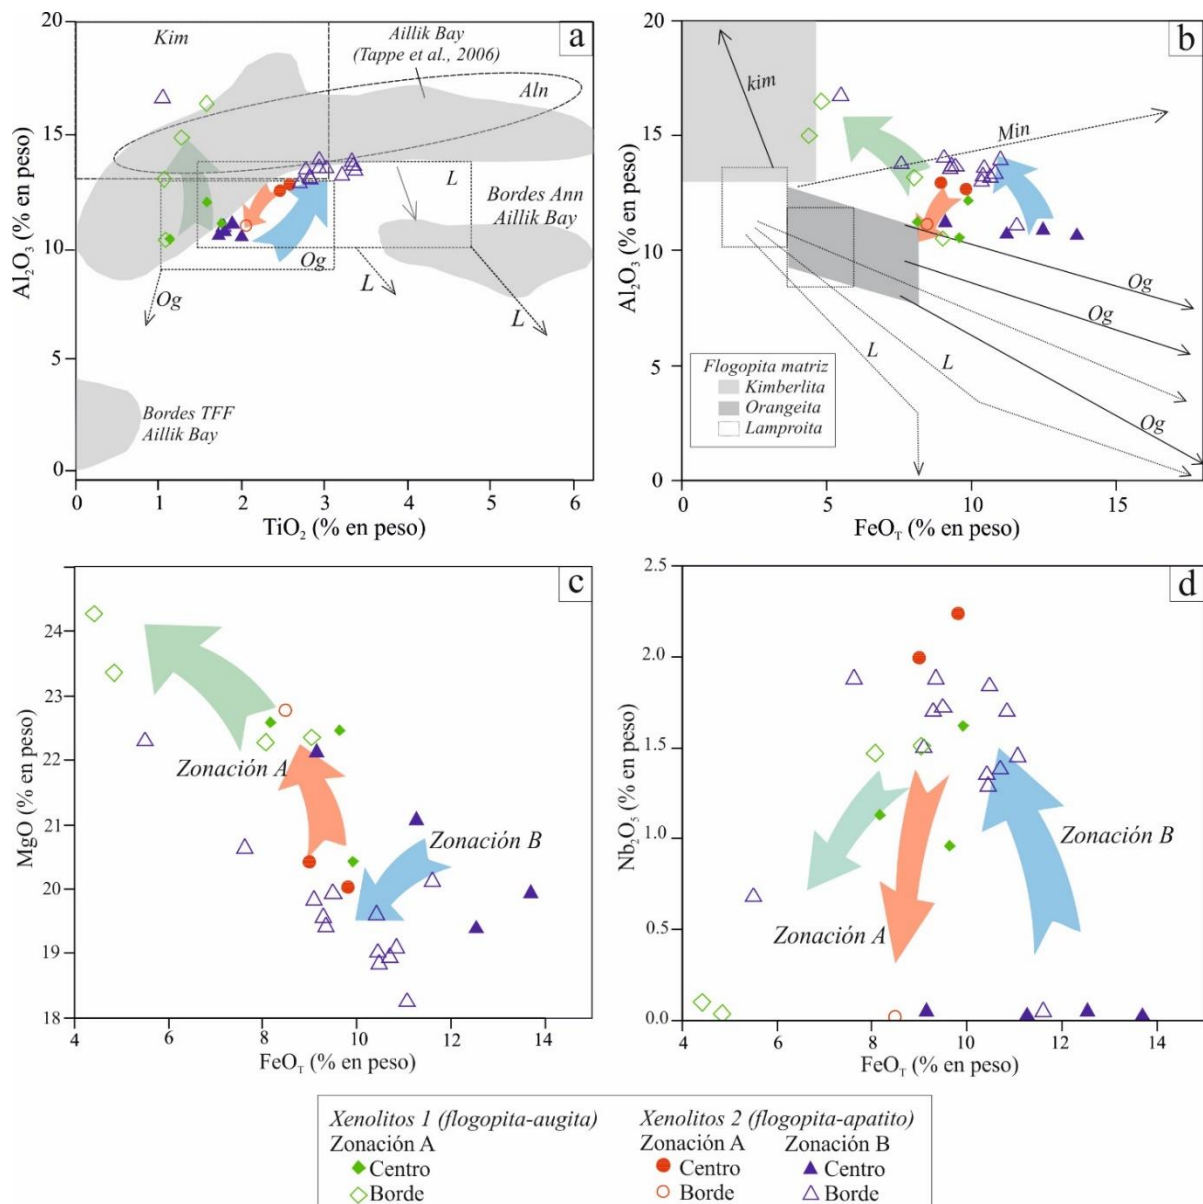 a
20
15
10
5
0
Al₂O₃ (% en peso)
Kim
Aillik Bay
(Tappe et al., 2006)
Aln
L
Bordes Ann
Aillik Bay
Og
Og
L
L
Bordes TFF
Aillik Bay
0 1 2 3 4 5 6
TiO₂ (% en peso)
b
20
15
10
5
0
Al₂O₃ (% en peso)
kim
Min
Og
Og
L
L
Og
Flogopita matriz
Kimberlita
Orangeita
Lamproita
0 5 10 15
FeO_T (% en peso)
c
24
23
22
21
20
19
18
MgO (% en peso)
Zonación A
Zonación B
4 6 8 10 12 14
FeO_T (% en peso)
d
2.5
2.0
1.5
1.0
0.5
0.0
Nb₂O₅ (% en peso)
Zonación B
Zonación A
4 6 8 10 12 14
FeO_T (% en peso)
Xenolitos 1 (flogopita-augita)
Zonación A
Centro
Borde
Xenolitos 2 (flogopita-apatito)
Zonación A Zonación B
Centro Centro
Borde Borde